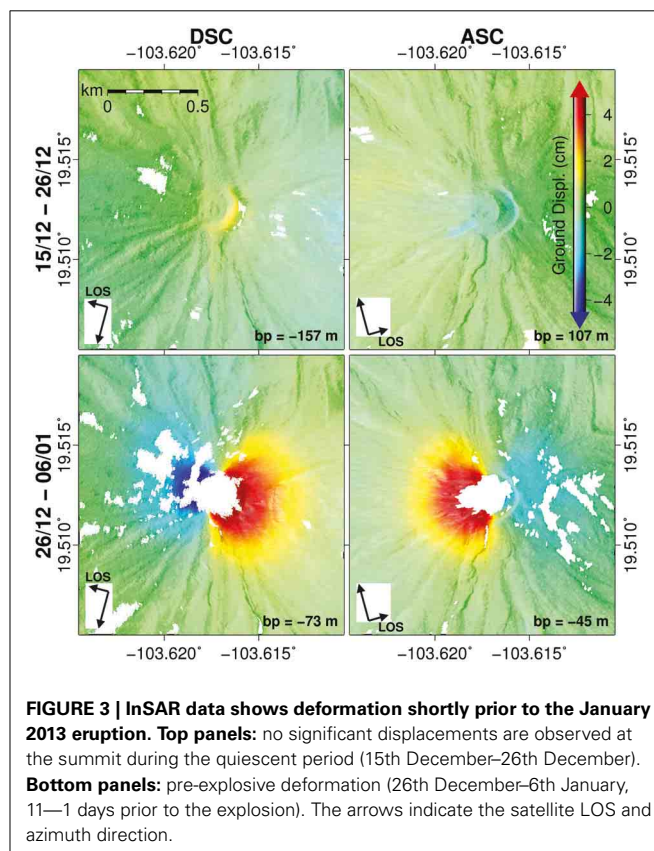 DSC
ASC
−103.620° −103.615°
−103.620° −103.615°
km
0.0 0.5
15/12 − 26/12
19.515°
19.510°
LOS
bp = −157 m
Ground Displ. (cm)
4
2
0
−2
−4
19.515°
19.510°
LOS
bp = 107 m
26/12 − 06/01
19.515°
19.510°
LOS
bp = −73 m
19.515°
19.510°
LOS
bp = −45 m
−103.620° −103.615°
−103.620° −103.615°
FIGURE 3 | InSAR data shows deformation shortly prior to the January
2013 eruption. Top panels: no significant displacements are observed at
the summit during the quiescent period (15th December–26th December).
Bottom panels: pre-explosive deformation (26th December–6th January,
11—1 days prior to the explosion). The arrows indicate the satellite LOS and
azimuth direction.